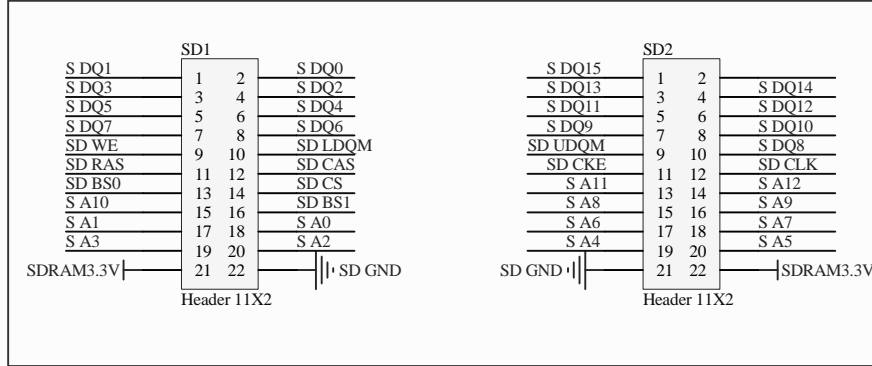 SD1 SD2
S DQ1 1 2 S DQ0 S DQ15 1 2
S DQ3 3 4 S DQ2 S DQ13 3 4 S DQ14
S DQ5 5 6 S DQ4 S DQ11 5 6 S DQ12
S DQ7 7 8 S DQ6 S DQ9 7 8 S DQ10
SD WE 9 10 SD LDQM SD UDQM 9 10 S DQ8
SD RAS 11 12 SD CAS SD CKE 11 12 SD CLK
SD BS0 13 14 SD CS S A11 13 14 S A12
S A10 15 16 SD BS1 S A8 15 16 S A9
S A1 17 18 S A0 S A6 17 18 S A7
S A3 19 20 S A2 S A4 19 20 S A5
SDRAM3.3V 21 22 SD GND SD GND 21 22 SDRAM3.3V
Header 11X2 Header 11X2